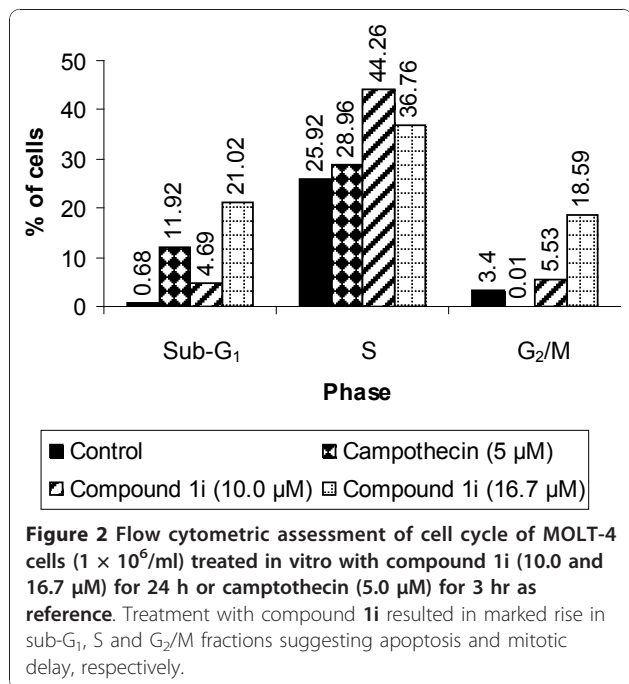 50
40
30
20
10
0
% of cells
0.68
11.92
4.69
21.02
25.92
28.96
44.26
36.76
3.4
0.01
5.53
18.59
Sub-G₁ S G₂/M
Phase
Control Campothecin (5 µM)
Compound 1i (10.0 µM) Compound 1i (16.7 µM)
Figure 2 Flow cytometric assessment of cell cycle of MOLT-4
cells (1 × 10⁶/ml) treated in vitro with compound 1i (10.0 and
16.7 µM) for 24 h or camptothecin (5.0 µM) for 3 hr as
reference. Treatment with compound 1i resulted in marked rise in
sub-G₁, S and G₂/M fractions suggesting apoptosis and mitotic
delay, respectively.